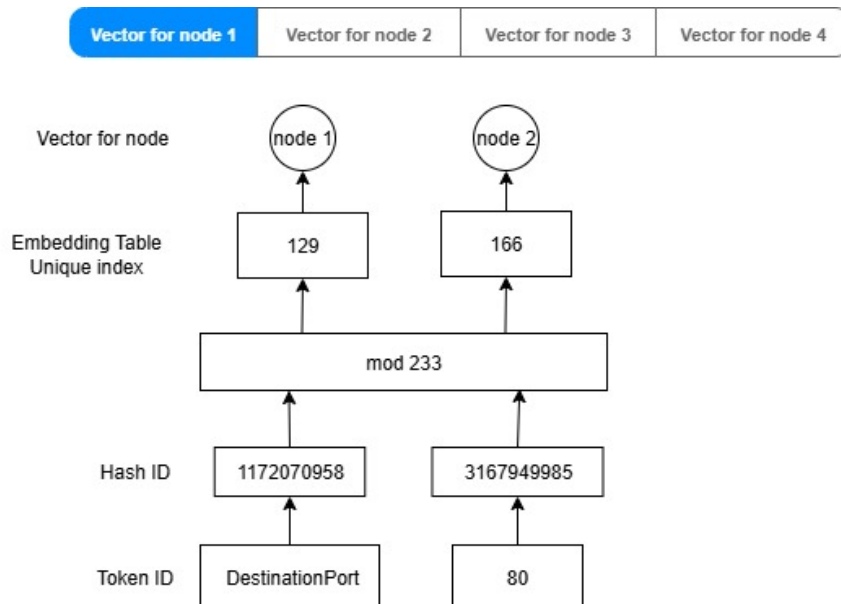 Vector for node 1 Vector for node 2 Vector for node 3 Vector for node 4
Vector for node node 1 node 2
Embedding Table
Unique index 129 166
mod 233
Hash ID 1172070958 3167949985
Token ID DestinationPort 80